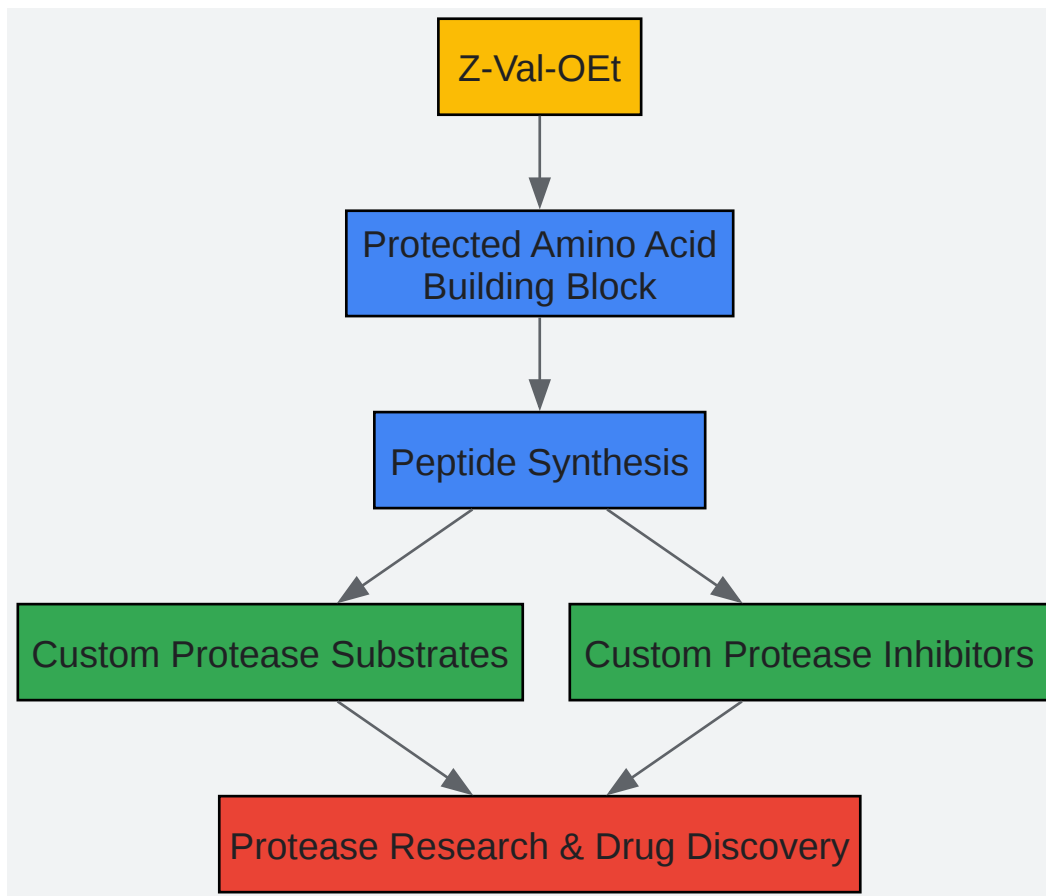 Z-Val-OEt
Protected Amino Acid
Building Block
Peptide Synthesis
Custom Protease Substrates
Custom Protease Inhibitors
Protease Research & Drug Discovery